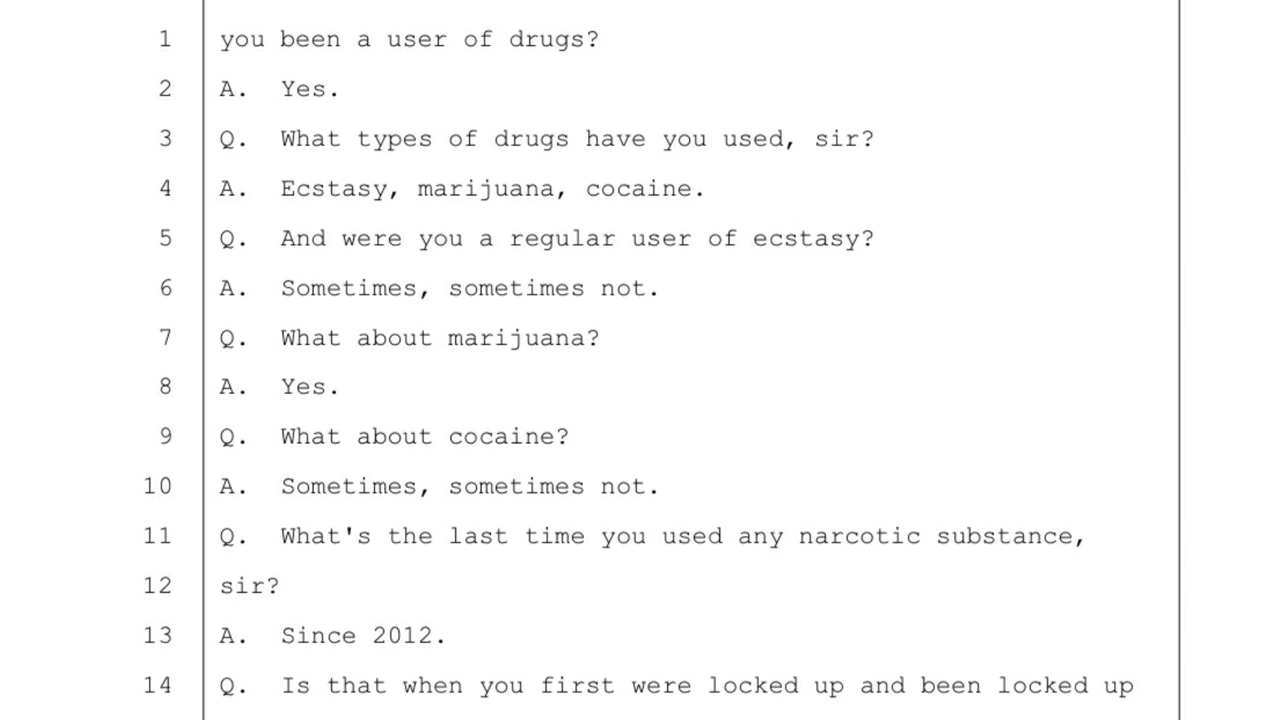 1 you been a user of drugs?
2 A. Yes.
3 Q. What types of drugs have you used, sir?
4 A. Ecstasy, marijuana, cocaine.
5 Q. And were you a regular user of ecstasy?
6 A. Sometimes, sometimes not.
7 Q. What about marijuana?
8 A. Yes.
9 Q. What about cocaine?
10 A. Sometimes, sometimes not.
11 Q. What's the last time you used any narcotic substance,
12 sir?
13 A. Since 2012.
14 Q. Is that when you first were locked up and been locked up